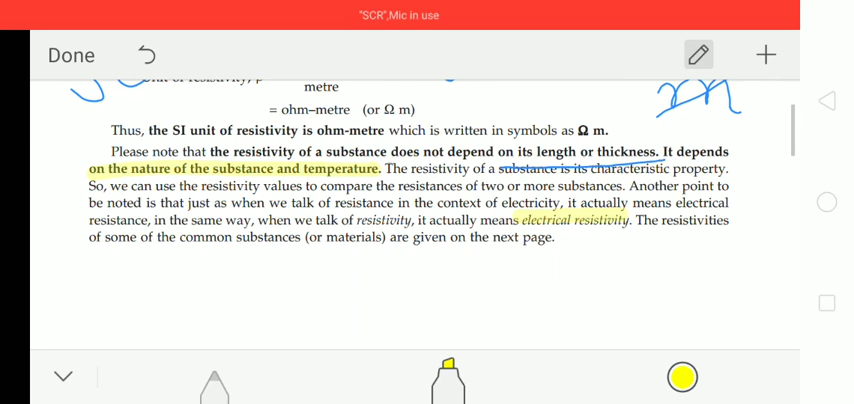 "SCR",Mic in use
Done
Unit of resistivity, ρ
metre
= ohm–metre (or Ω m)
Thus, the SI unit of resistivity is ohm-metre which is written in symbols as Ω m.
Please note that the resistivity of a substance does not depend on its length or thickness. It depends
on the nature of the substance and temperature. The resistivity of a substance is its characteristic property.
So, we can use the resistivity values to compare the resistances of two or more substances. Another point to
be noted is that just as when we talk of resistance in the context of electricity, it actually means electrical
resistance, in the same way, when we talk of resistivity, it actually means electrical resistivity. The resistivities
of some of the common substances (or materials) are given on the next page.